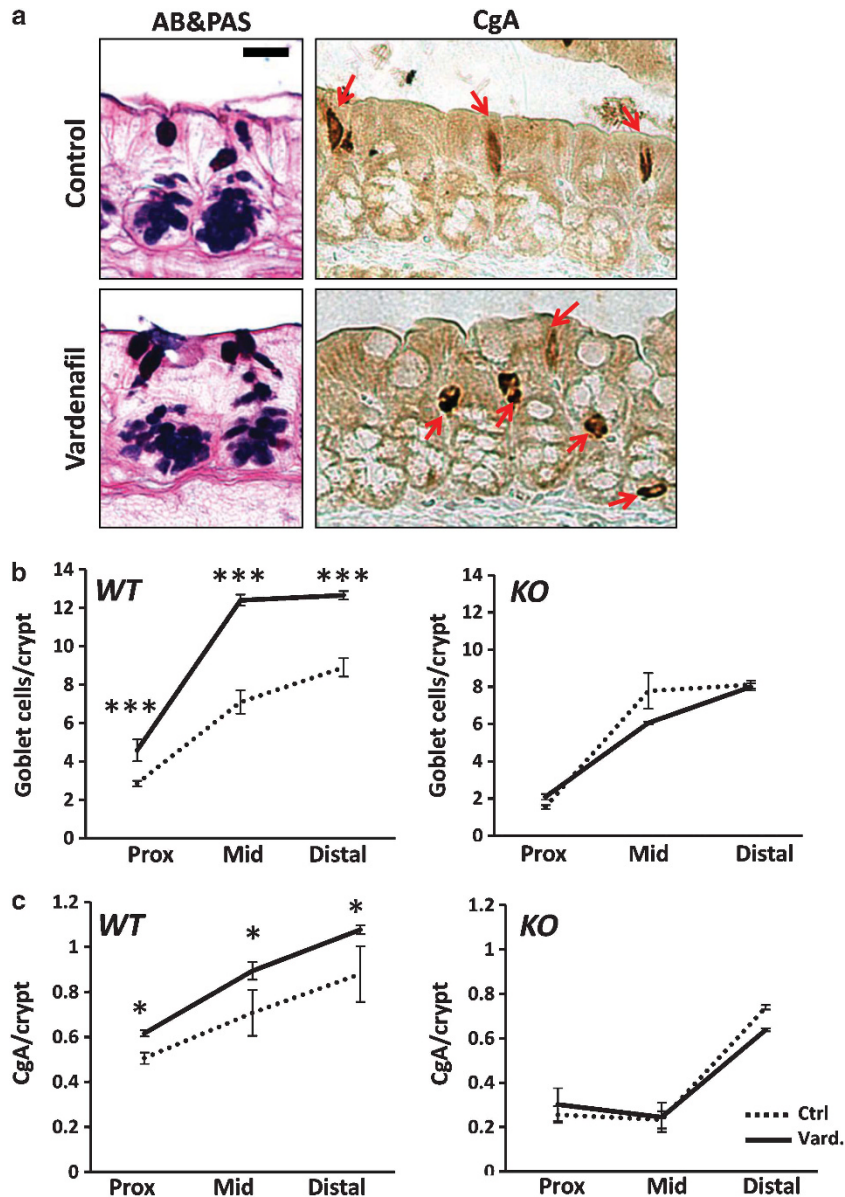 a
AB&PAS CgA
Control
Vardenafil
b
WT
Goblet cells/crypt
14
12
10
8
6
4
2
0
***
***
***
Prox Mid Distal
KO
Goblet cells/crypt
14
12
10
8
6
4
2
0
Prox Mid Distal
c
WT
CgA/crypt
1.2
1
0.8
0.6
0.4
0.2
0
*
*
*
Prox Mid Distal
KO
CgA/crypt
1.2
1
0.8
0.6
0.4
0.2
0
Prox Mid Distal
Ctrl
Vard.